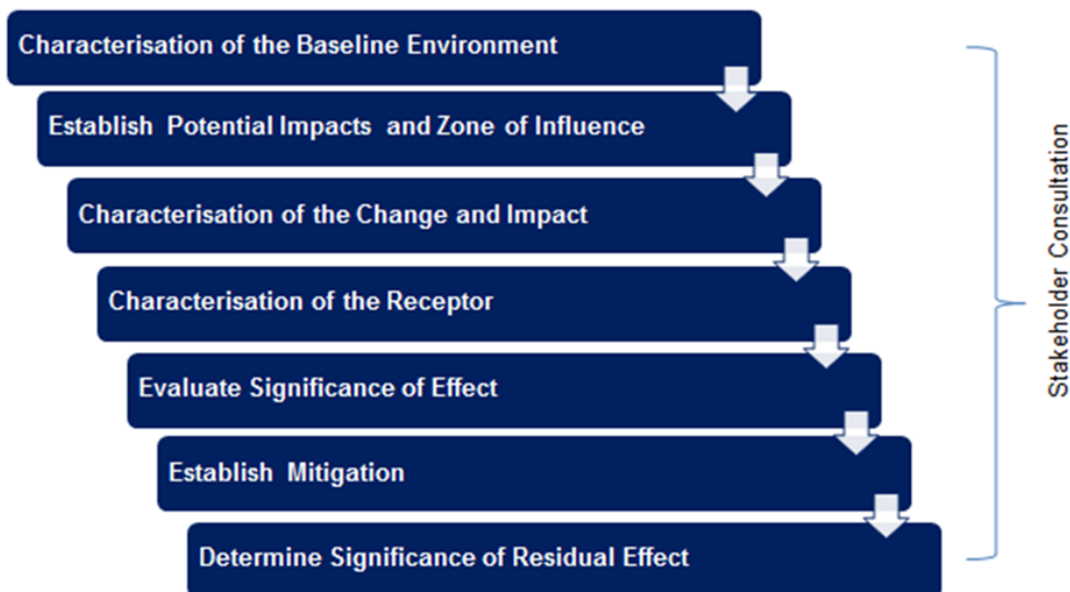 Characterisation of the Baseline Environment
Establish Potential Impacts and Zone of Influence
Characterisation of the Change and Impact
Characterisation of the Receptor
Evaluate Significance of Effect
Establish Mitigation
Determine Significance of Residual Effect
Stakeholder Consultation